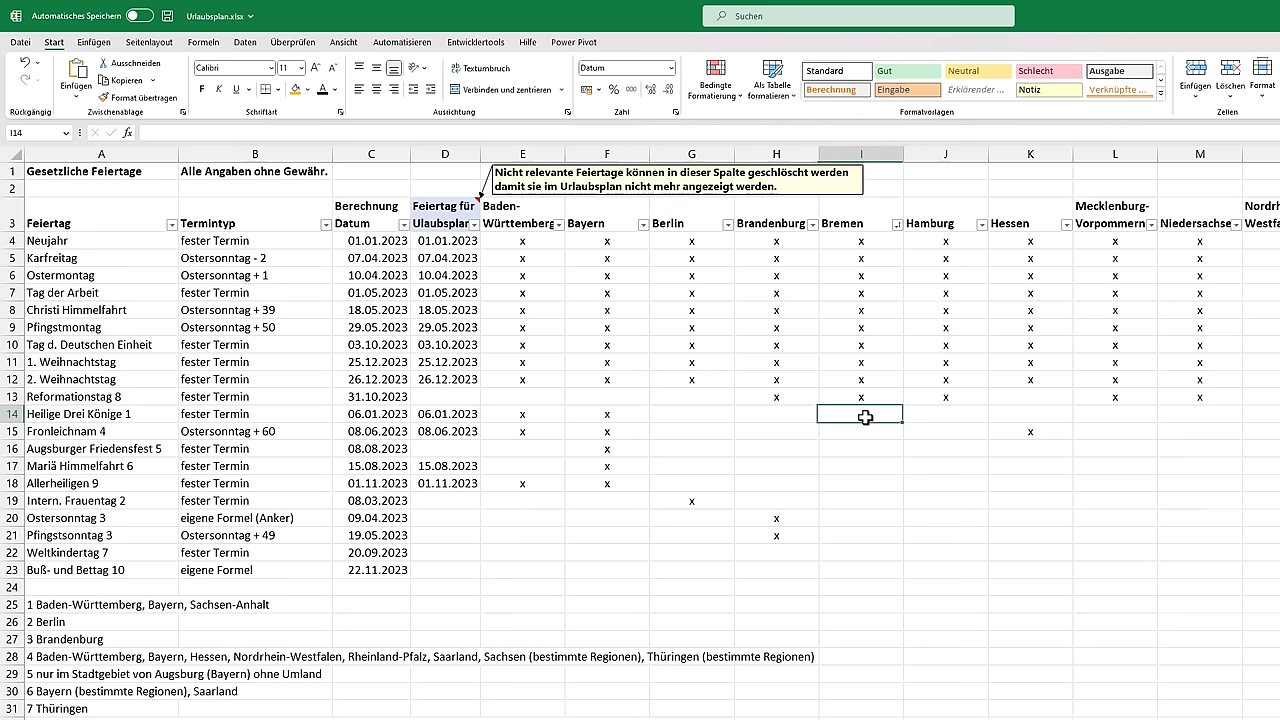 Automatisches Speichern Urlaubsplan.xlsx Suchen
Datei Start Einfügen Seitenlayout Formeln Daten Überprüfen Ansicht Automatisieren Entwicklertools Hilfe Power Pivot
Einfügen Ausschneiden Kopieren Format übertragen
Calibri 11
F K U
Textumbruch
Verbinden und zentrieren
Datum
% 000
Bedingte Formatierung Als Tabelle formatieren
Standard Gut Neutral Schlecht Ausgabe
Berechnung Eingabe Erklärender ... Notiz Verknüpfte ...
Einfügen Löschen Format
Rückgängig Zwischenablage Schriftart Ausrichtung Zahl Formatvorlagen Zellen
I14 fx
A B C D E F G H I J K L M
1 Gesetzliche Feiertage Alle Angaben ohne Gewähr.
Nicht relevante Feiertage können in dieser Spalte geschlöscht werden
damit sie im Urlaubsplan nicht mehr angezeigt werden.
2
Berechnung Feiertag für Baden- Mecklenburg- Nordrh
3 Feiertag Termintyp Datum Ulaubsplan Württemberg Bayern Berlin Brandenburg Bremen Hamburg Hessen Vorpommern Niedersachse Westfa
4 Neujahr fester Termin 01.01.2023 01.01.2023 x x x x x x x x x
5 Karfreitag Ostersonntag - 2 07.04.2023 07.04.2023 x x x x x x x x x
6 Ostermontag Ostersonntag + 1 10.04.2023 10.04.2023 x x x x x x x x x
7 Tag der Arbeit fester Termin 01.05.2023 01.05.2023 x x x x x x x x x
8 Christi Himmelfahrt Ostersonntag + 39 18.05.2023 18.05.2023 x x x x x x x x x
9 Pfingstmontag Ostersonntag + 50 29.05.2023 29.05.2023 x x x x x x x x x
10 Tag d. Deutschen Einheit fester Termin 03.10.2023 03.10.2023 x x x x x x x x x
11 1. Weihnachtstag fester Termin 25.12.2023 25.12.2023 x x x x x x x x x
12 2. Weihnachtstag fester Termin 26.12.2023 26.12.2023 x x x x x x x x x
13 Reformationstag 8 fester Termin 31.10.2023 x x x x x
14 Heilige Drei Könige 1 fester Termin 06.01.2023 06.01.2023 x x
15 Fronleichnam 4 Ostersonntag + 60 08.06.2023 08.06.2023 x x x
16 Augsburger Friedensfest 5 fester Termin 08.08.2023 x
17 Mariä Himmelfahrt 6 fester Termin 15.08.2023 15.08.2023 x
18 Allerheiligen 9 fester Termin 01.11.2023 01.11.2023 x x
19 Intern. Frauentag 2 fester Termin 08.03.2023 x
20 Ostersonntag 3 eigene Formel (Anker) 09.04.2023 x
21 Pfingstsonntag 3 Ostersonntag + 49 19.05.2023 x
22 Weltkindertag 7 fester Termin 20.09.2023
23 Buß- und Bettag 10 eigene Formel 22.11.2023
24
25 1 Baden-Württemberg, Bayern, Sachsen-Anhalt
26 2 Berlin
27 3 Brandenburg
28 4 Baden-Württemberg, Bayern, Hessen, Nordrhein-Westfalen, Rheinland-Pfalz, Saarland, Sachsen (bestimmte Regionen), Thüringen (bestimmte Regionen)
29 5 nur im Stadtgebiet von Augsburg (Bayern) ohne Umland
30 6 Bayern (bestimmte Regionen), Saarland
31 7 Thüringen